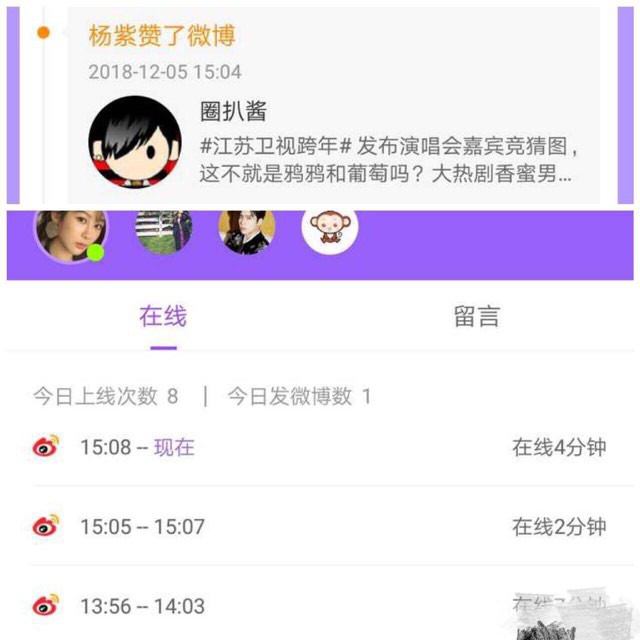 杨紫赞了微博
2018-12-05 15:04
圈扒酱
#江苏卫视跨年# 发布演唱会嘉宾竞猜图，
这不就是鸦鸦和葡萄吗？大热剧香蜜男...
在线 留言
今日上线次数 8 | 今日发微博数 1
15:08 -- 现在 在线4分钟
15:05 -- 15:07 在线2分钟
13:56 -- 14:03